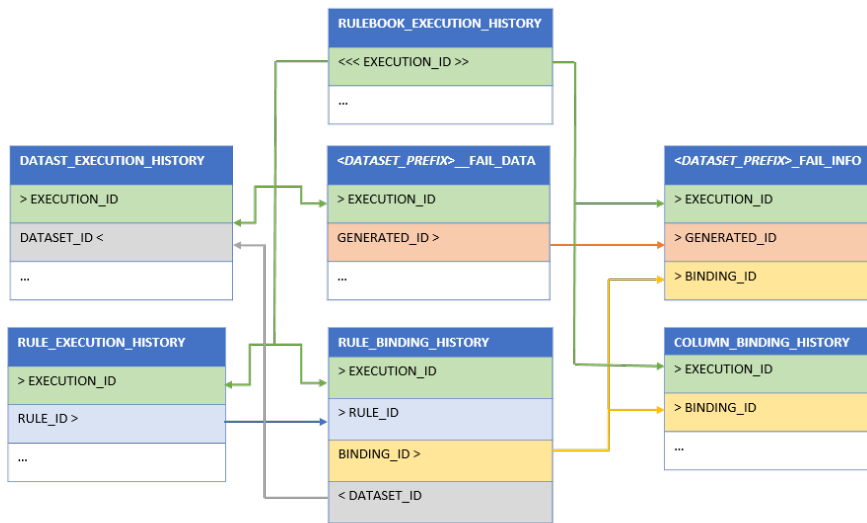 RULEBOOK_EXECUTION_HISTORY
<<< EXECUTION_ID >>
...
DATAST_EXECUTION_HISTORY
> EXECUTION_ID
DATASET_ID <
...
<DATASET_PREFIX>__FAIL_DATA
> EXECUTION_ID
GENERATED_ID >
...
<DATASET_PREFIX>_FAIL_INFO
> EXECUTION_ID
> GENERATED_ID
> BINDING_ID
RULE_EXECUTION_HISTORY
> EXECUTION_ID
RULE_ID >
...
RULE_BINDING_HISTORY
> EXECUTION_ID
> RULE_ID
BINDING_ID >
< DATASET_ID
COLUMN_BINDING_HISTORY
> EXECUTION_ID
> BINDING_ID
...